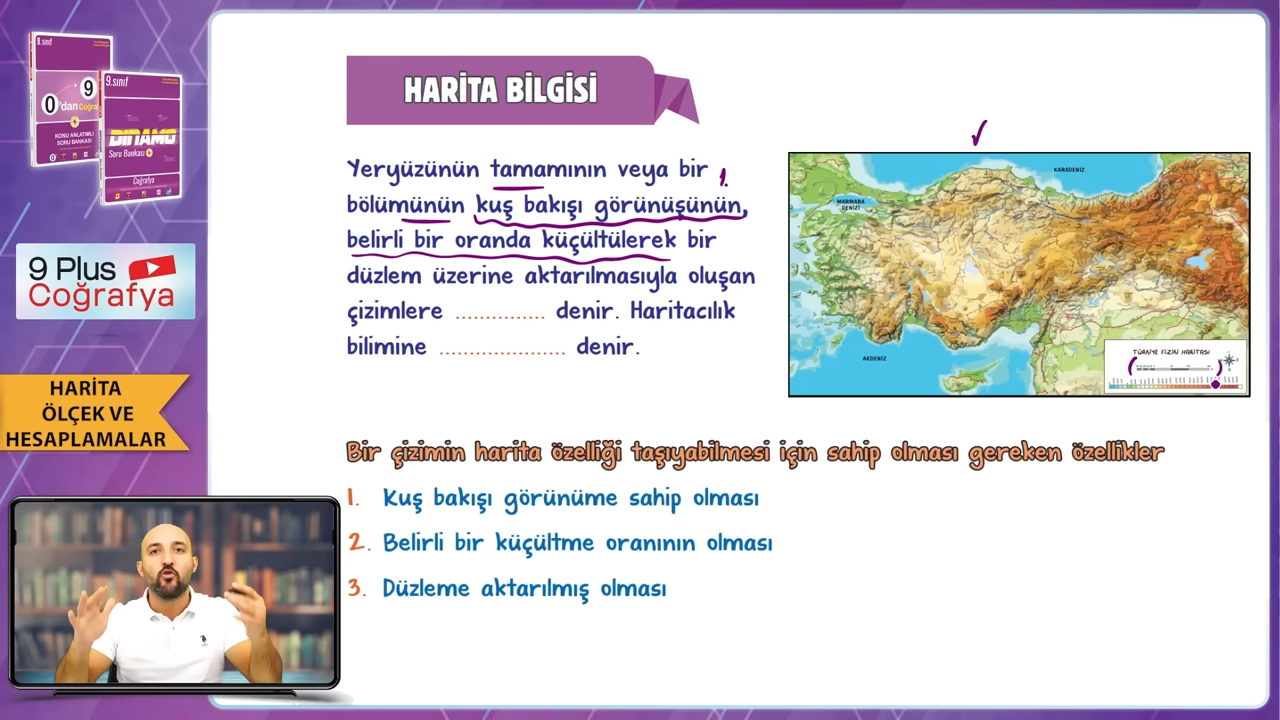 9.sınıf
0'dan 9
Coğra
KONU ANLATIMLI
SORU BANKASI
9.sınıf
DİNAMO
Soru Bankası
Coğrafya
9 Plus
Coğrafya
HARİTA
ÖLÇEK VE
HESAPLAMALAR
HARİTA BİLGİSİ
Yeryüzünün tamamının veya bir
1.
bölümünün kuş bakışı görünüşünün,
belirli bir oranda küçültülerek bir
düzlem üzerine aktarılmasıyla oluşan
çizimlere ............... denir. Haritacılık
bilimine ..................... denir.
KARADENİZ
MARMARA
DENİZİ
AKDENİZ
TÜRKİYE FİZİKİ HARİTASI
Bir çizimin harita özelliği taşıyabilmesi için sahip olması gereken özellikler
1. Kuş bakışı görünüme sahip olması
2. Belirli bir küçültme oranının olması
3. Düzleme aktarılmış olması